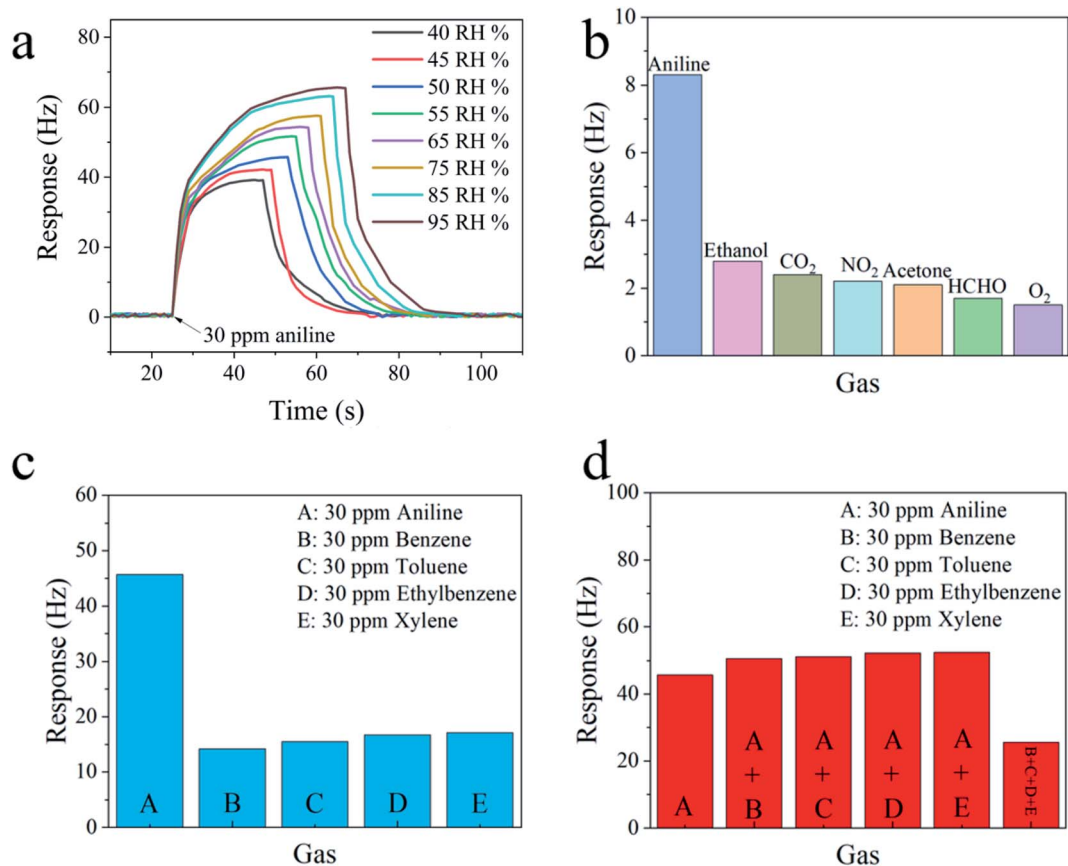 a
40 RH %
45 RH %
50 RH %
55 RH %
65 RH %
75 RH %
85 RH %
95 RH %
80
60
40
20
0
30 ppm aniline
20 40 60 80 100
Time (s)
Response (Hz)
b
10
8
6
4
2
0
Aniline
Ethanol
CO₂
NO₂
Acetone
HCHO
O₂
Gas
Response (Hz)
c
60
50
40
30
20
10
0
A: 30 ppm Aniline
B: 30 ppm Benzene
C: 30 ppm Toluene
D: 30 ppm Ethylbenzene
E: 30 ppm Xylene
A B C D E
Gas
Response (Hz)
d
100
80
60
40
20
0
A: 30 ppm Aniline
B: 30 ppm Benzene
C: 30 ppm Toluene
D: 30 ppm Ethylbenzene
E: 30 ppm Xylene
A
A + B
A + C
A + D
A + E
B+C+D+E
Gas
Response (Hz)